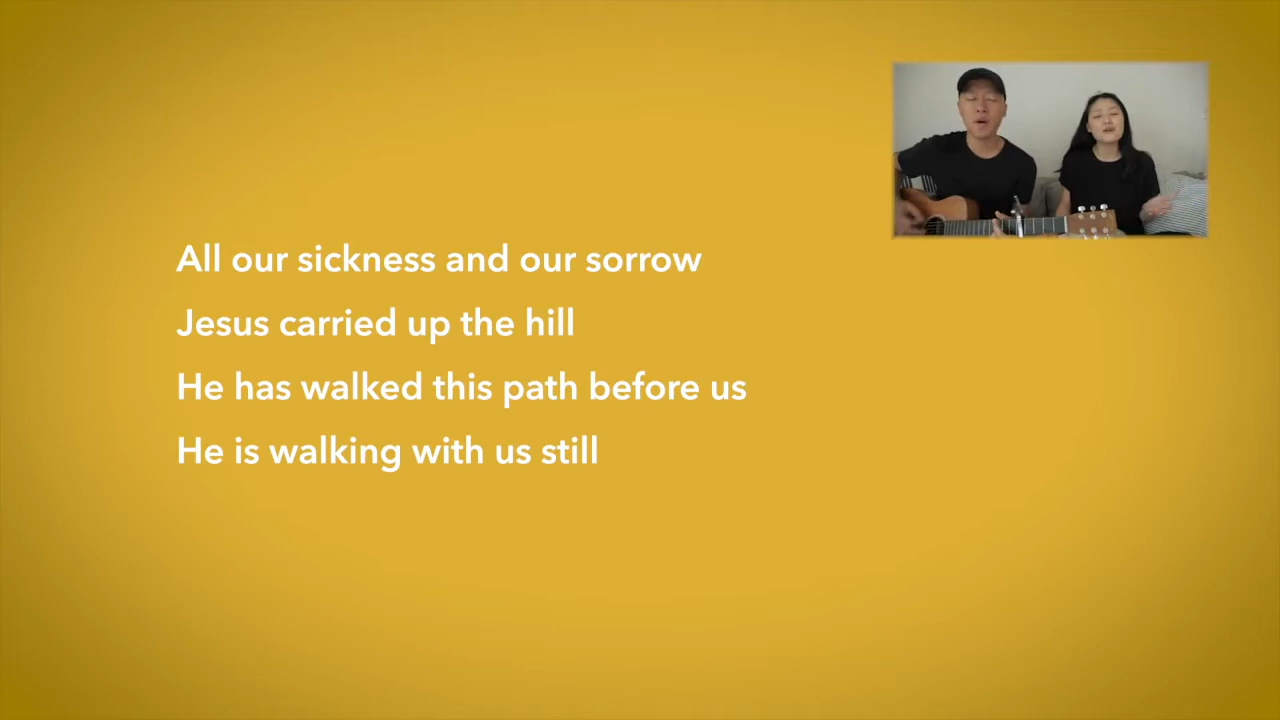 All our sickness and our sorrow
Jesus carried up the hill
He has walked this path before us
He is walking with us still